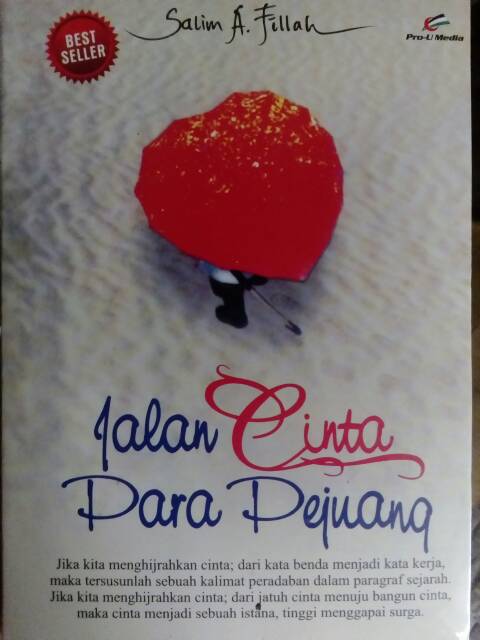 Salim A. Fillah
BEST
SELLER
Pro-U Media
Jalan Cinta
Para Pejuang
Jika kita menghijrahkan cinta; dari kata benda menjadi kata kerja,
maka tersusunlah sebuah kalimat peradaban dalam paragraf sejarah.
Jika kita menghijrahkan cinta; dari jatuh cinta menuju bangun cinta,
maka cinta menjadi sebuah istana, tinggi menggapai surga.